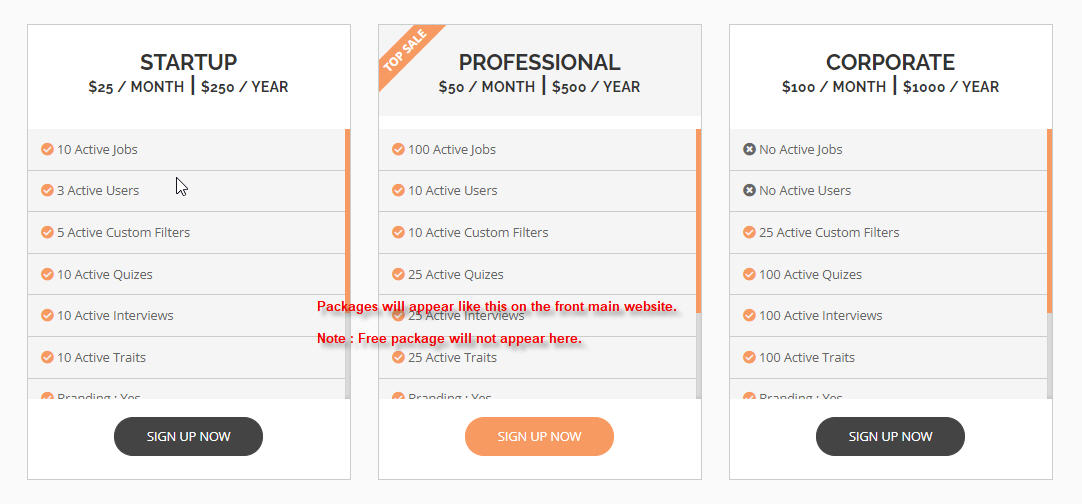 STARTUP
$25 / MONTH | $250 / YEAR
10 Active Jobs
3 Active Users
5 Active Custom Filters
10 Active Quizes
10 Active Interviews
10 Active Traits
Branding : Yes
SIGN UP NOW
TOP SALE
PROFESSIONAL
$50 / MONTH | $500 / YEAR
100 Active Jobs
10 Active Users
10 Active Custom Filters
25 Active Quizes
25 Active Interviews
25 Active Traits
Branding : Yes
SIGN UP NOW
CORPORATE
$100 / MONTH | $1000 / YEAR
No Active Jobs
No Active Users
25 Active Custom Filters
100 Active Quizes
100 Active Interviews
100 Active Traits
Branding : Yes
SIGN UP NOW
Packages will appear like this on the front main website.
Note : Free package will not appear here.